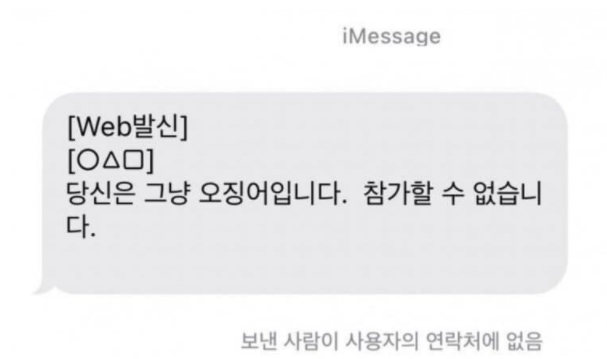 iMessage
[Web발신]
[○△□]
당신은 그냥 오징어입니다.  참가할 수 없습니
다.
보낸 사람이 사용자의 연락처에 없음